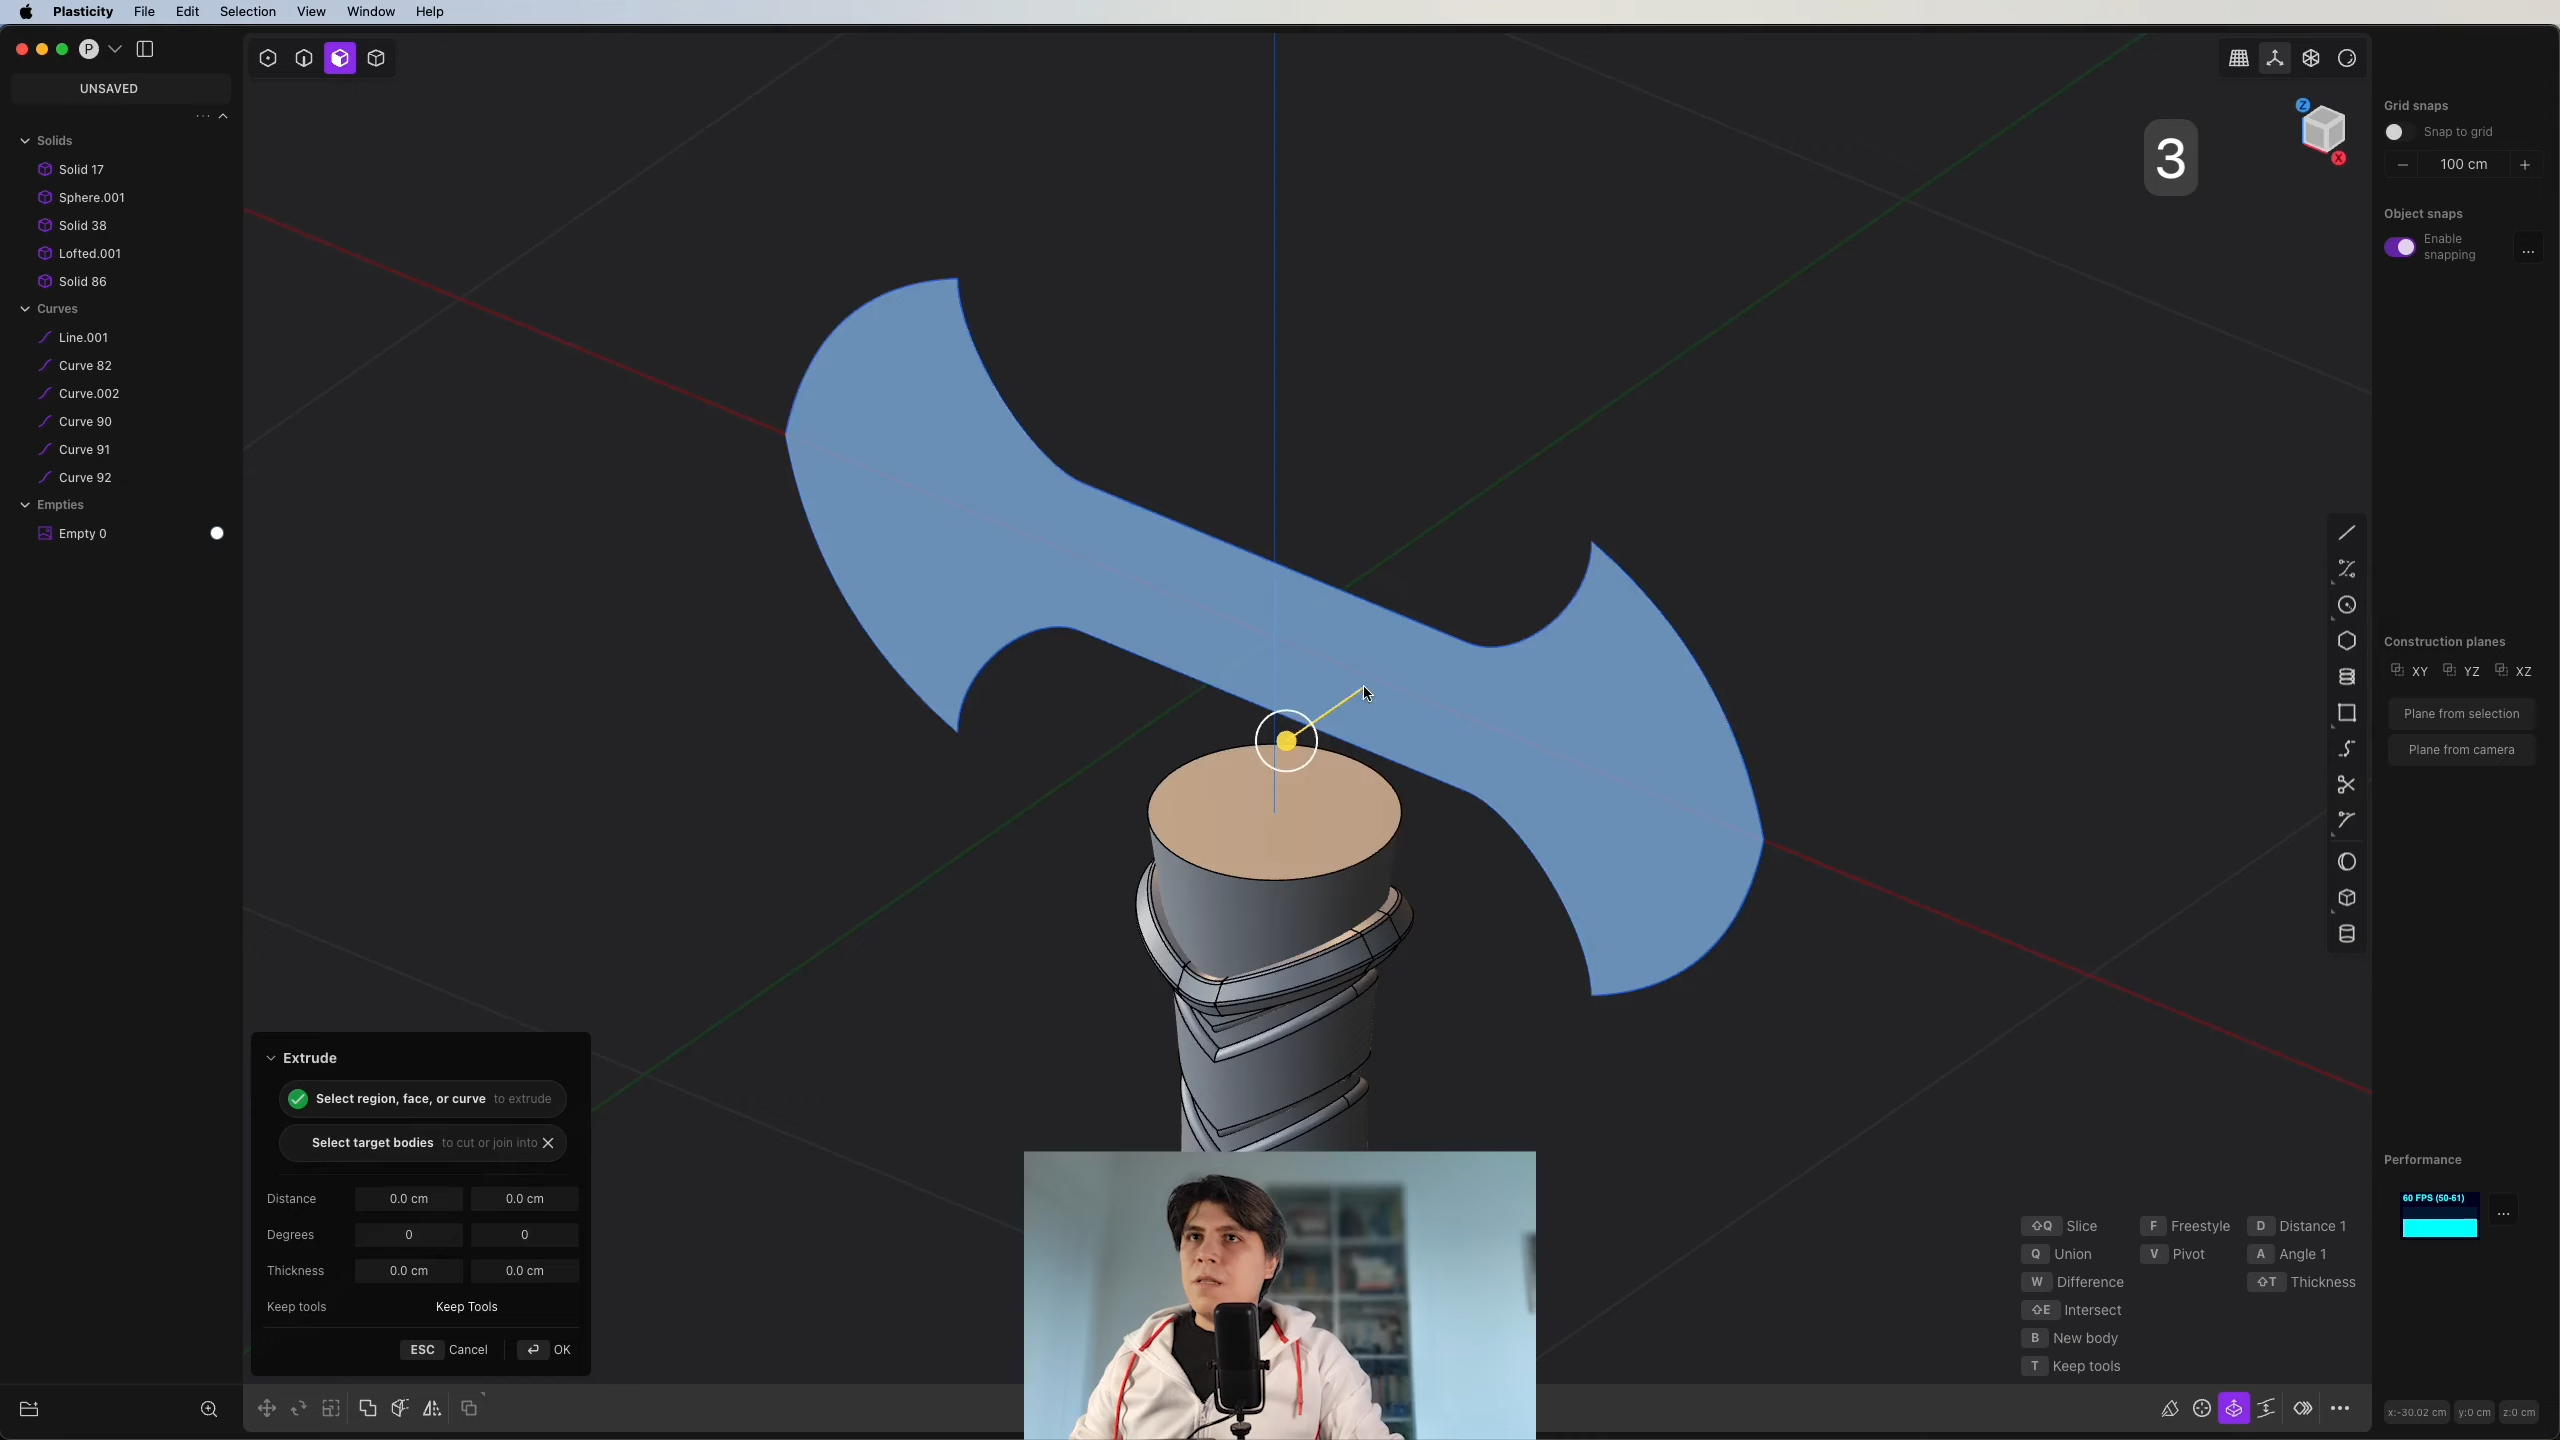 Plasticity File Edit Selection View Window Help
P
UNSAVED
Solids
Solid 17
Sphere.001
Solid 38
Lofted.001
Solid 86
Curves
Line.001
Curve 82
Curve.002
Curve 90
Curve 91
Curve 92
Empties
Empty 0
3
Z
X
Grid snaps
Snap to grid
− 100 cm +
Object snaps
Enable
snapping
...
Construction planes
XY YZ XZ
Plane from selection
Plane from camera
Performance
60 FPS (50-61)
...
Extrude
Select region, face, or curve to extrude
Select target bodies to cut or join into
Distance 0.0 cm 0.0 cm
Degrees 0 0
Thickness 0.0 cm 0.0 cm
Keep tools Keep Tools
ESC Cancel OK
⇧Q Slice F Freestyle D Distance 1
Q Union V Pivot A Angle 1
W Difference ⇧T Thickness
⇧E Intersect
B New body
T Keep tools
x:-30.02 cm y:0 cm z:0 cm